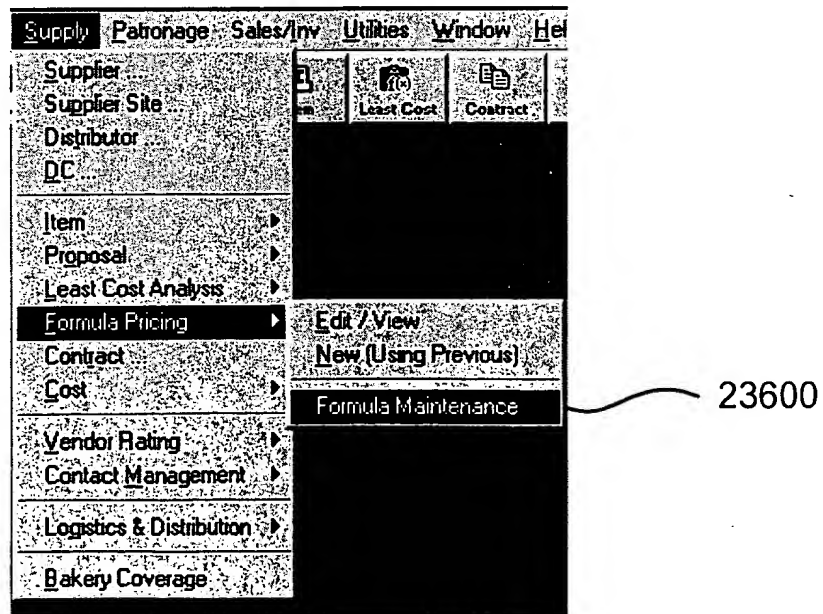 Supply Patronage Sales/Inv Utilities Window Hel
Supplier ...
Supplier Site ...
Distributor ...
DC ...
Least Cost
Contract
Item
Proposal
Least Cost Analysis
Formula Pricing
Contract
Cost
Vendor Rating
Contact Management
Logistics & Distribution
Bakery Coverage
Edit / View
New (Using Previous)
Formula Maintenance
23600